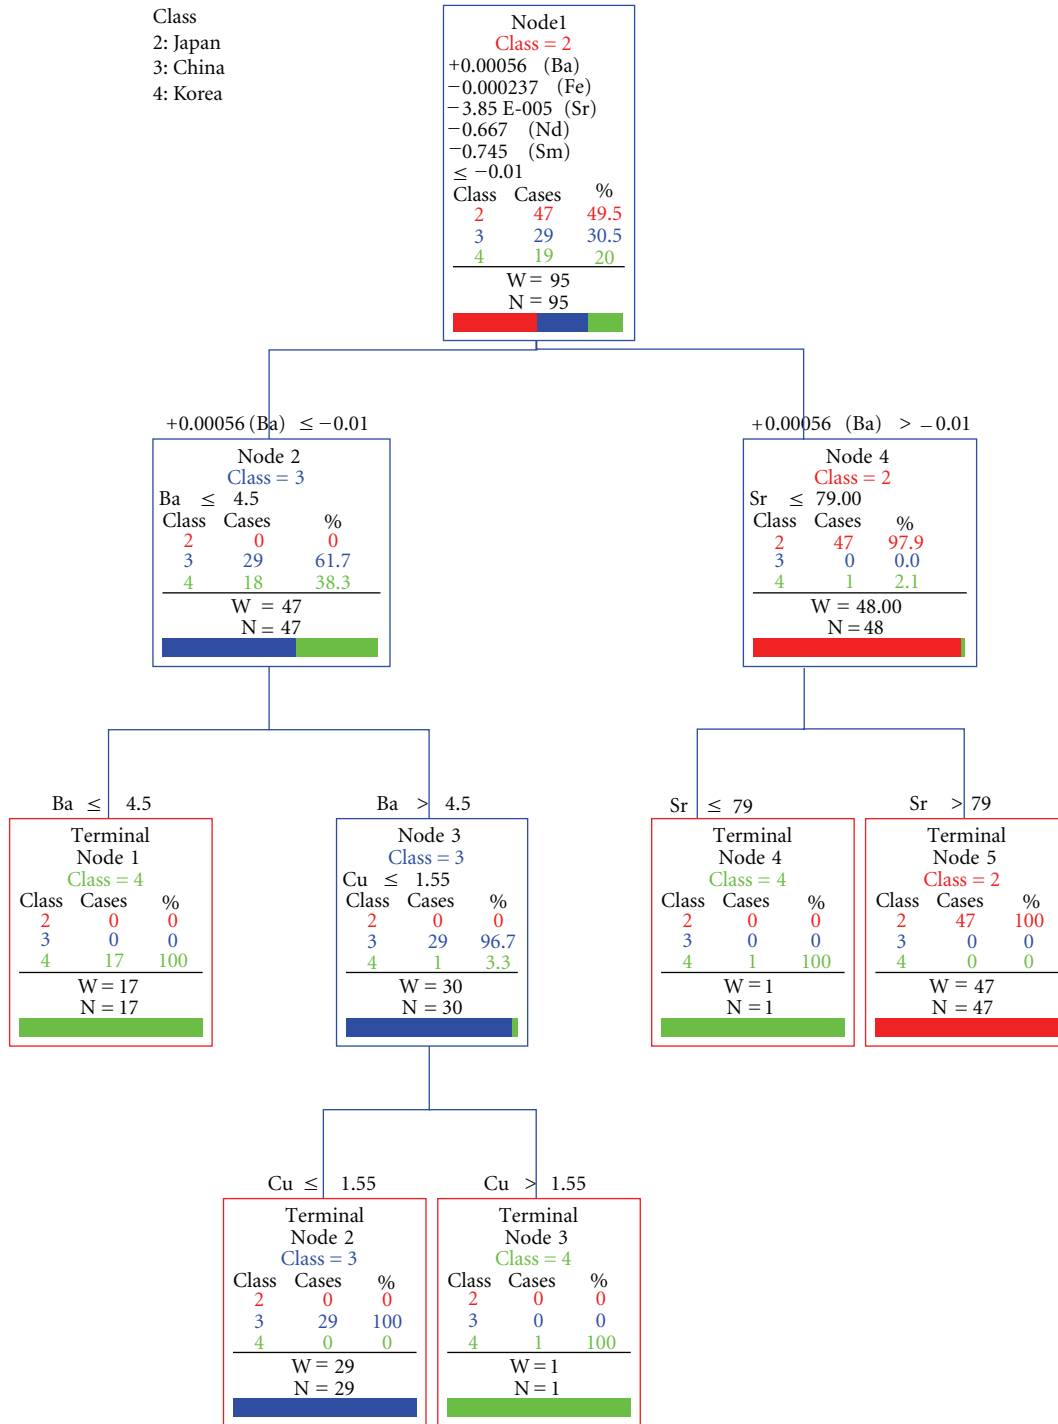 Class
2: Japan
3: China
4: Korea
Node1
Class = 2
+0.00056 (Ba)
−0.000237 (Fe)
−3.85 E-005 (Sr)
−0.667 (Nd)
−0.745 (Sm)
≤ −0.01
Class Cases %
2 47 49.5
3 29 30.5
4 19 20
W = 95
N = 95
+0.00056 (Ba) ≤ −0.01
+0.00056 (Ba) > −0.01
Node 2
Class = 3
Ba ≤ 4.5
Class Cases %
2 0 0
3 29 61.7
4 18 38.3
W = 47
N = 47
Node 4
Class = 2
Sr ≤ 79.00
Class Cases %
2 47 97.9
3 0 0.0
4 1 2.1
W = 48.00
N = 48
Ba ≤ 4.5
Ba > 4.5
Sr ≤ 79
Sr > 79
Terminal
Node 1
Class = 4
Class Cases %
2 0 0
3 0 0
4 17 100
W = 17
N = 17
Node 3
Class = 3
Cu ≤ 1.55
Class Cases %
2 0 0
3 29 96.7
4 1 3.3
W = 30
N = 30
Terminal
Node 4
Class = 4
Class Cases %
2 0 0
3 0 0
4 1 100
W = 1
N = 1
Terminal
Node 5
Class = 2
Class Cases %
2 47 100
3 0 0
4 0 0
W = 47
N = 47
Cu ≤ 1.55
Cu > 1.55
Terminal
Node 2
Class = 3
Class Cases %
2 0 0
3 29 100
4 0 0
W = 29
N = 29
Terminal
Node 3
Class = 4
Class Cases %
2 0 0
3 0 0
4 1 100
W = 1
N = 1